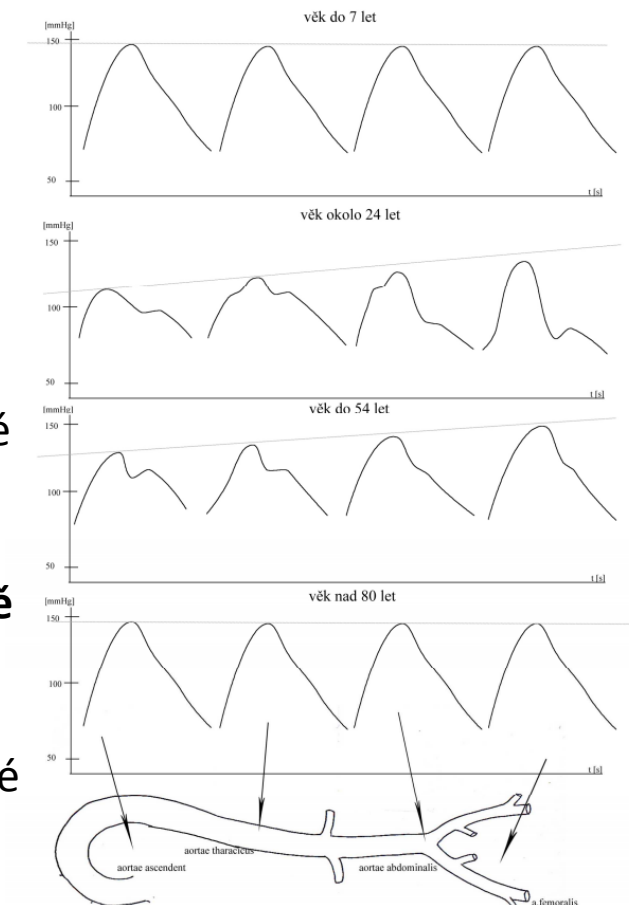 věk do 7 let
[mmHg]
150
100
50
t [s]
věk okolo 24 let
[mmHg]
150
100
50
t [s]
é
věk do 54 let
[mmHg]
150
100
50
t [s]
ě
věk nad 80 let
[mmHg]
150
100
50
t [s]
é
aortae tharacicus
aortae ascendent
aortae abdominalis
a.femoralis